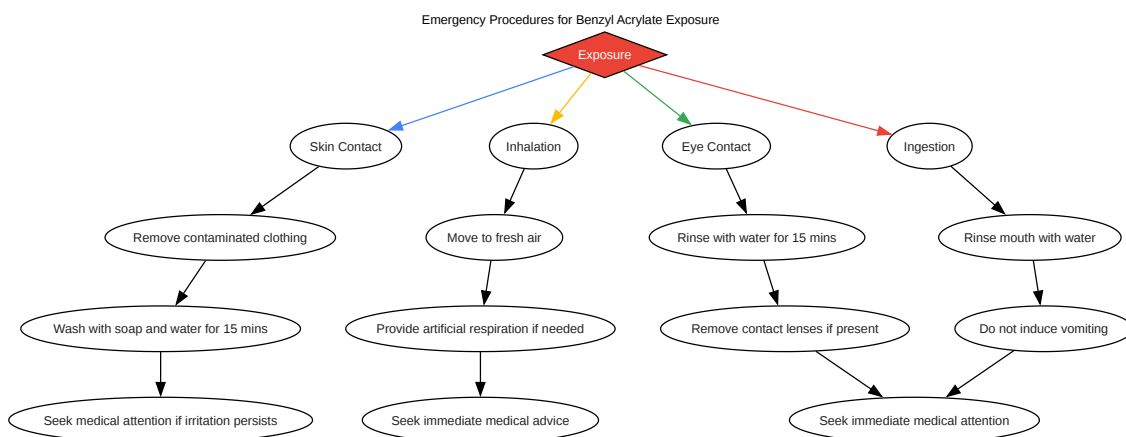 Emergency Procedures for Benzyl Acrylate Exposure
Exposure
Skin Contact
Inhalation
Eye Contact
Ingestion
Remove contaminated clothing
Move to fresh air
Rinse with water for 15 mins
Rinse mouth with water
Wash with soap and water for 15 mins
Provide artificial respiration if needed
Remove contact lenses if present
Do not induce vomiting
Seek medical attention if irritation persists
Seek immediate medical advice
Seek immediate medical attention